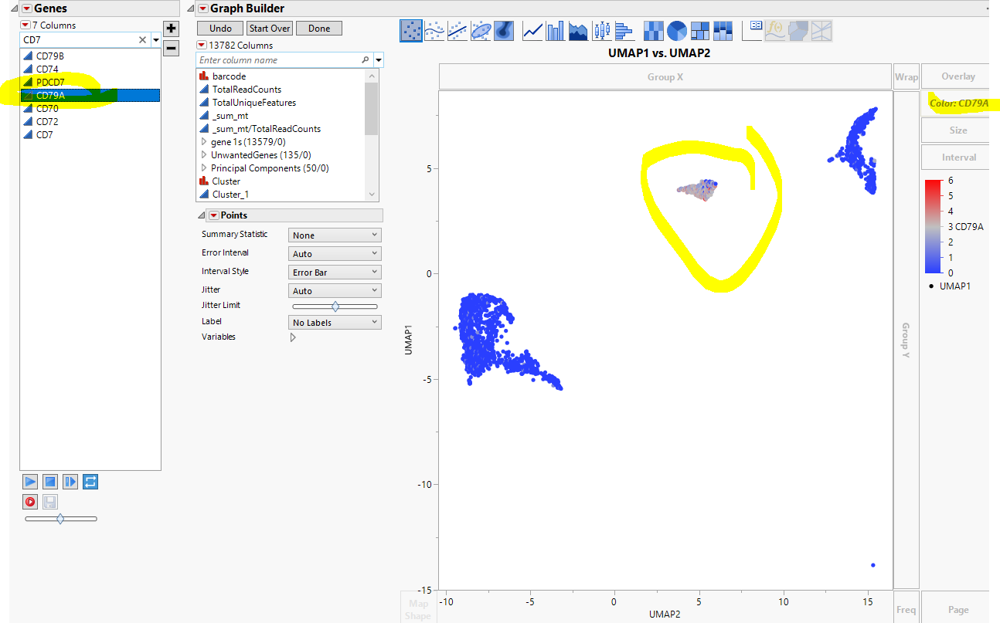 Genes
7 Columns
CD7
CD79B
CD74
PDCD7
CD79A
CD70
CD72
CD7
Graph Builder
Undo
Start Over
Done
13782 Columns
Enter column name
barcode
TotalReadCounts
TotalUniqueFeatures
_sum_mt
_sum_mt/TotalReadCounts
gene 1s (13579/0)
UnwantedGenes (135/0)
Principal Components (50/0)
Cluster
Cluster_1
Points
Summary Statistic
None
Error Interval
Auto
Interval Style
Error Bar
Jitter
Auto
Jitter Limit
Label
No Labels
Variables
UMAP1 vs. UMAP2
Group X
Wrap
Overlay
Color: CD79A
Size
Interval
6
5
4
3 CD79A
2
1
0
UMAP1
Group Y
UMAP1
5
0
-5
-10
-15
-10
-5
0
5
10
15
UMAP2
Map
Shape
Freq
Page